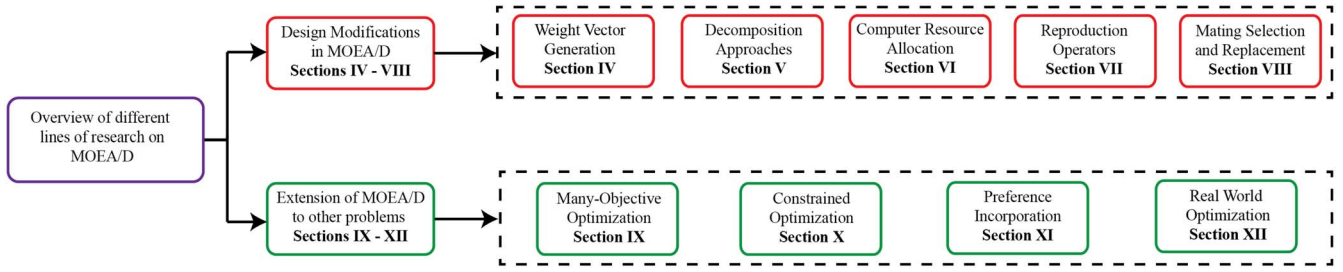 Overview of different
lines of research on
MOEA/D
Design Modifications
in MOEA/D
Sections IV - VIII
Weight Vector
Generation
Section IV
Decomposition
Approaches
Section V
Computer Resource
Allocation
Section VI
Reproduction
Operators
Section VII
Mating Selection
and Replacement
Section VIII
Extension of MOEA/D
to other problems
Sections IX - XII
Many-Objective
Optimization
Section IX
Constrained
Optimization
Section X
Preference
Incorporation
Section XI
Real World
Optimization
Section XII